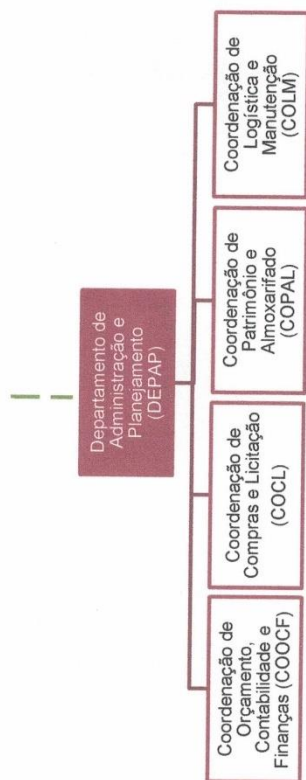 Departamento de
Administração e
Planejamento
(DEPAP)
Coordenação de
Orçamento,
Contabilidade e
Finanças (COOCF)
Coordenação de
Compras e Licitação
(COCL)
Coordenação de
Patrimônio e
Almoxarifado
(COPAL)
Coordenação de
Logística e
Manutenção
(COLM)